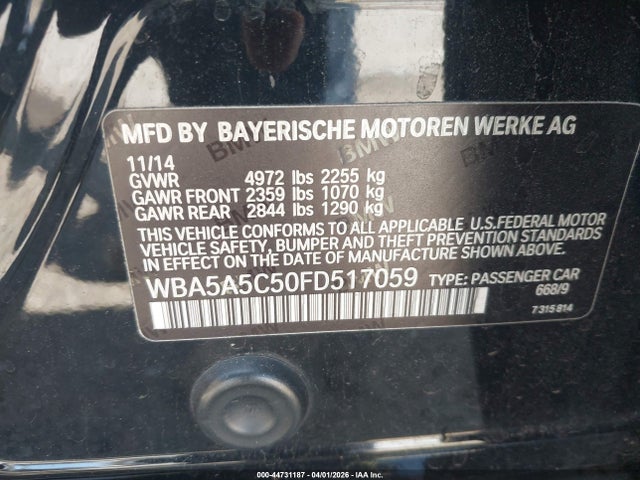 MFD BY BAYERISCHE MOTOREN WERKE AG
11/14
GVWR 4972 lbs 2255 kg
GAWR FRONT 2359 lbs 1070 kg
GAWR REAR 2844 lbs 1290 kg
THIS VEHICLE CONFORMS TO ALL APPLICABLE U.S.FEDERAL MOTOR
VEHICLE SAFETY, BUMPER AND THEFT PREVENTION STANDARDS
IN EFFECT ON THE DATE OF MANUFACTURE SHOWN ABOVE.
WBA5A5C50FD517059 TYPE: PASSENGER CAR
668/9
7315814
000-44731187 - 04/01/2026 - IAA, Inc.